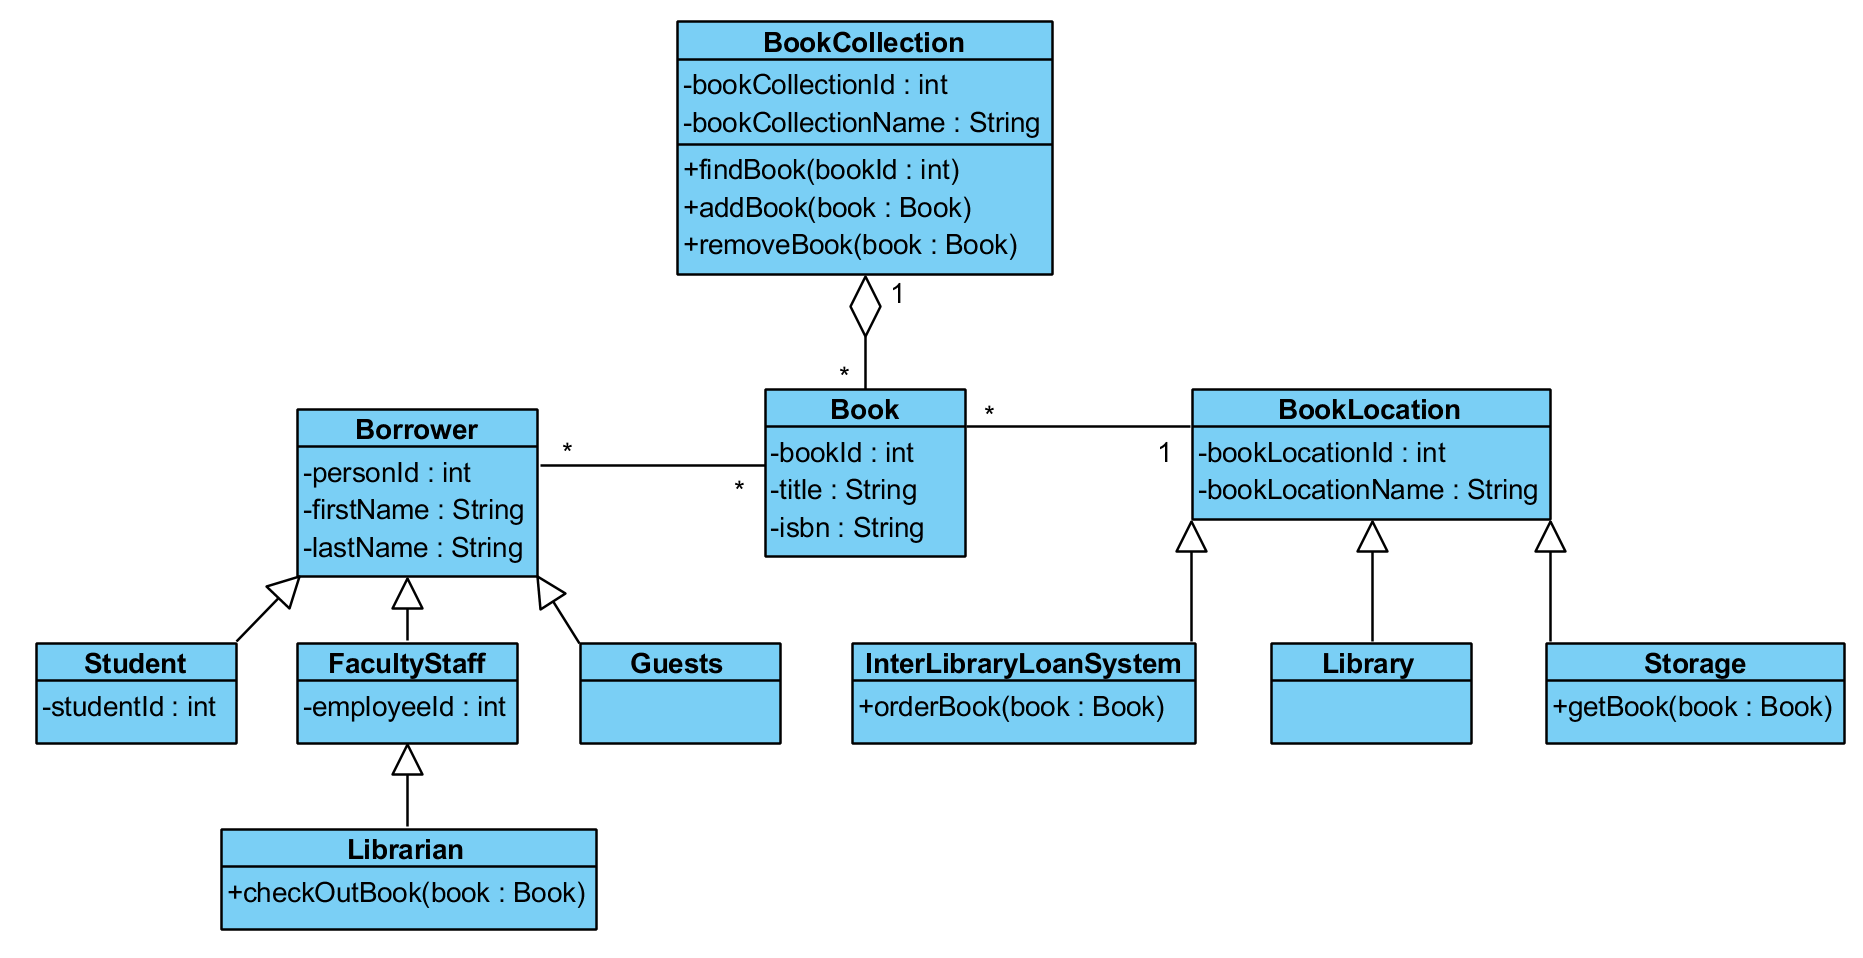 BookCollection
-bookCollectionId : int
-bookCollectionName : String
+findBook(bookId : int)
+addBook(book : Book)
+removeBook(book : Book)
1
*
Borrower
-personId : int
-firstName : String
-lastName : String
*
*
Book
-bookId : int
-title : String
-isbn : String
*
1
BookLocation
-bookLocationId : int
-bookLocationName : String
Student
-studentId : int
FacultyStaff
-employeeId : int
Guests
InterLibraryLoanSystem
+orderBook(book : Book)
Library
Storage
+getBook(book : Book)
Librarian
+checkOutBook(book : Book)